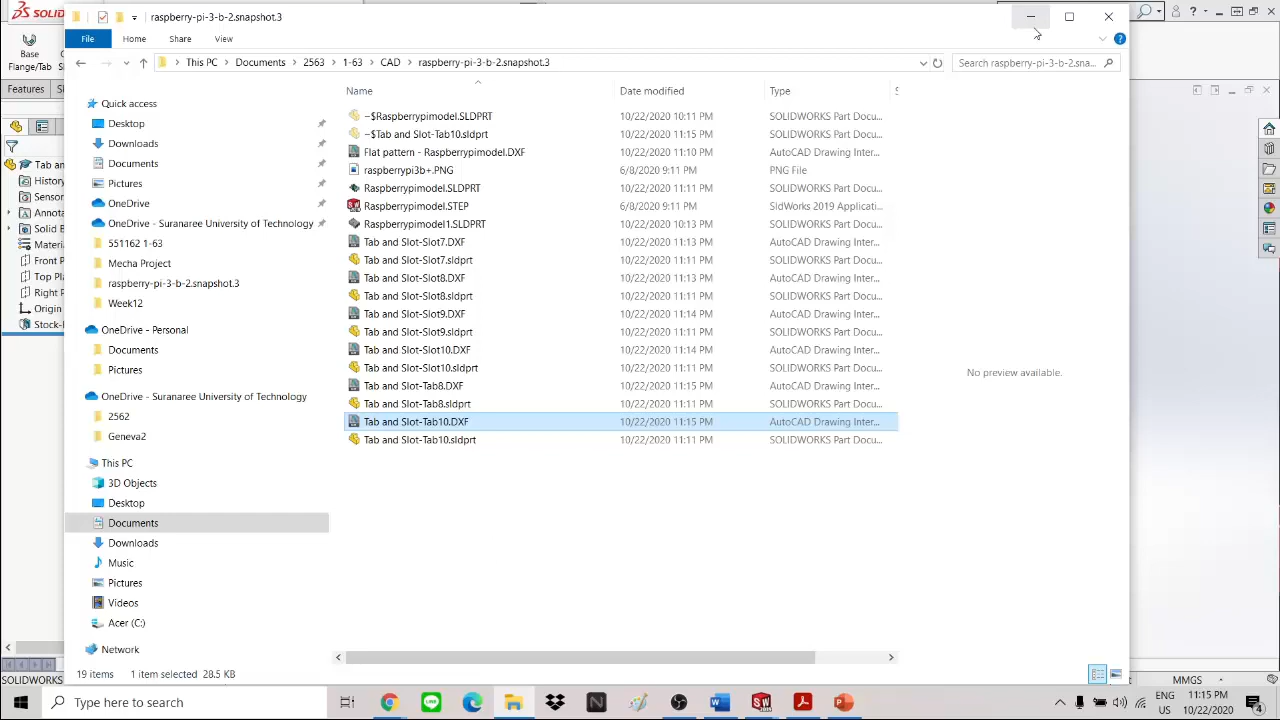 SOLID
raspberry-pi-3-b-2.snapshot.3
File Home Share View
Base
Flange/Tab
This PC Documents 2563 1-63 CAD raspberry-pi-3-b-2.snapshot.3
Search raspberry-pi-3-b-2.sna...
Features
Name Date modified Type
Quick access
Desktop
Downloads
Documents
Pictures
OneDrive
OneDrive - Suranaree University of Technology
551162 1-63
Mecha Project
raspberry-pi-3-b-2.snapshot.3
Week12
OneDrive - Personal
Documents
Pictures
OneDrive - Suranaree University of Technology
2562
Geneva2
This PC
3D Objects
Desktop
Documents
Downloads
Music
Pictures
Videos
Acer (C:)
Network
~$Raspberrypimodel.SLDPRT 10/22/2020 10:11 PM SOLIDWORKS Part Docu...
~$Tab and Slot-Tab10.sldprt 10/22/2020 11:15 PM SOLIDWORKS Part Docu...
Flat pattern - Raspberrypimodel.DXF 10/22/2020 11:10 PM AutoCAD Drawing Inter...
raspberrypi3b+.PNG 6/8/2020 9:11 PM PNG File
Raspberrypimodel.SLDPRT 10/22/2020 11:11 PM SOLIDWORKS Part Docu...
Raspberrypimodel.STEP 6/8/2020 9:11 PM SldWorks 2019 Applicati...
Raspberrypimodel1.SLDPRT 10/22/2020 10:13 PM SOLIDWORKS Part Docu...
Tab and Slot-Slot7.DXF 10/22/2020 11:13 PM AutoCAD Drawing Inter...
Tab and Slot-Slot7.sldprt 10/22/2020 11:11 PM SOLIDWORKS Part Docu...
Tab and Slot-Slot8.DXF 10/22/2020 11:13 PM AutoCAD Drawing Inter...
Tab and Slot-Slot8.sldprt 10/22/2020 11:11 PM SOLIDWORKS Part Docu...
Tab and Slot-Slot9.DXF 10/22/2020 11:14 PM AutoCAD Drawing Inter...
Tab and Slot-Slot9.sldprt 10/22/2020 11:11 PM SOLIDWORKS Part Docu...
Tab and Slot-Slot10.DXF 10/22/2020 11:14 PM AutoCAD Drawing Inter...
Tab and Slot-Slot10.sldprt 10/22/2020 11:11 PM SOLIDWORKS Part Docu...
Tab and Slot-Tab8.DXF 10/22/2020 11:15 PM AutoCAD Drawing Inter...
Tab and Slot-Tab8.sldprt 10/22/2020 11:11 PM SOLIDWORKS Part Docu...
Tab and Slot-Tab10.DXF 10/22/2020 11:15 PM AutoCAD Drawing Inter...
Tab and Slot-Tab10.sldprt 10/22/2020 11:11 PM SOLIDWORKS Part Docu...
No preview available.
Tab an
History
Sensor
Annota
Solid B
Materi
Front P
Top Pla
Right P
Origin
Stock-
19 items 1 item selected 28.5 KB
SOLIDWORKS
MMGS
Type here to search
ENG 11:15 PM
US 10/22/2020
4